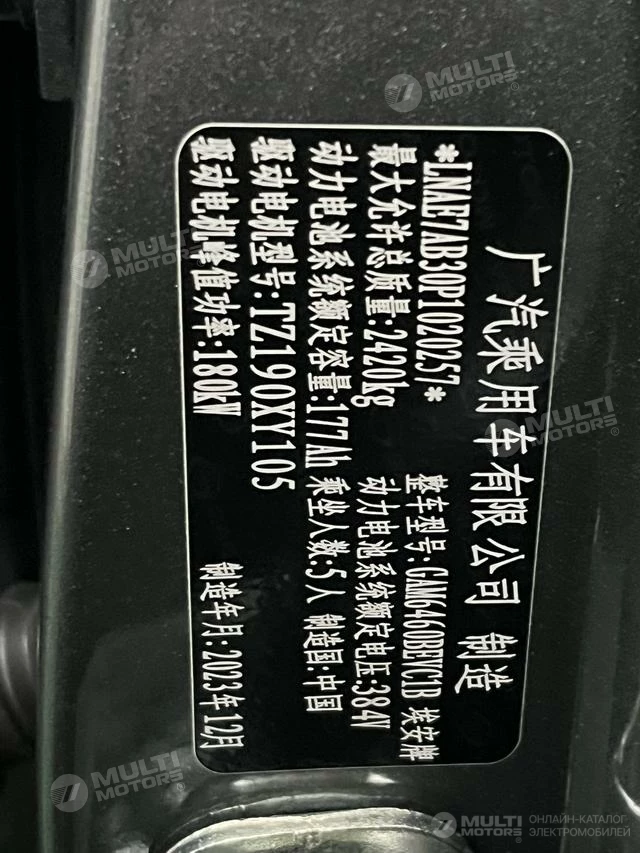 广汽乘用车有限公司 制造
*LNAE7AB30P1020257* 整车型号:GAM6460BEVC1B 埃安牌
最大允许总质量:2420kg 动力电池系统额定电压:384V
动力电池系统额定容量:177Ah 乘坐人数:5人 制造国:中国
驱动电机型号:TZ190XY105
驱动电机峰值功率:180kW 制造年月:2023年12月
MULTI MOTORS®
MULTI MOTORS®
MULTI MOTORS®
MULTI MOTORS®
MULTI MOTORS® ОНЛАЙН-КАТАЛОГ ЭЛЕКТРОМОБИЛЕЙ